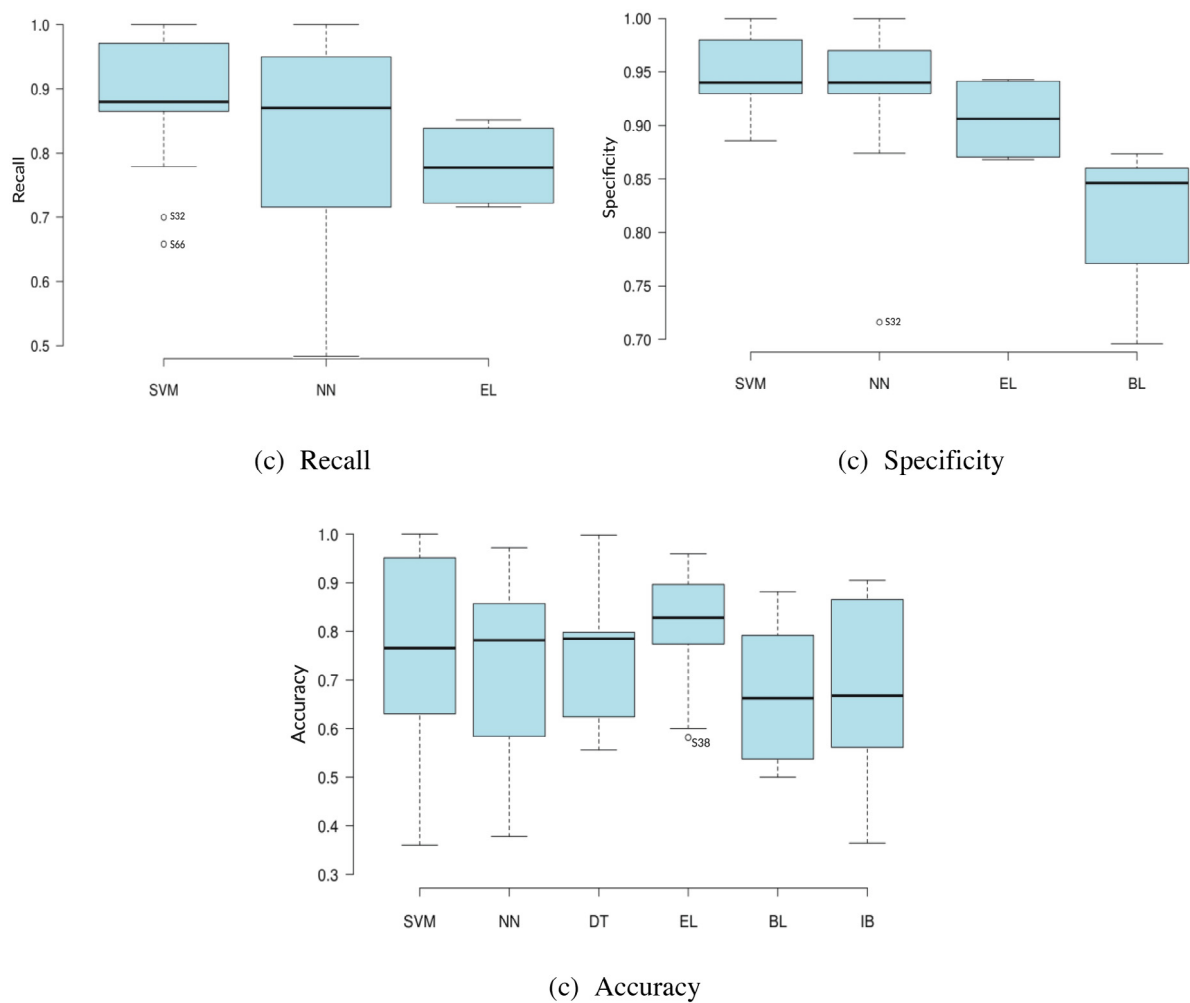 Recall
1.0
0.9
0.8
0.7
0.6
0.5
S32
S66
SVM NN EL
(c) Recall
Specificity
1.00
0.95
0.90
0.85
0.80
0.75
0.70
S32
SVM NN EL BL
(c) Specificity
Accuracy
1.0
0.9
0.8
0.7
0.6
0.5
0.4
0.3
S38
SVM NN DT EL BL IB
(c) Accuracy